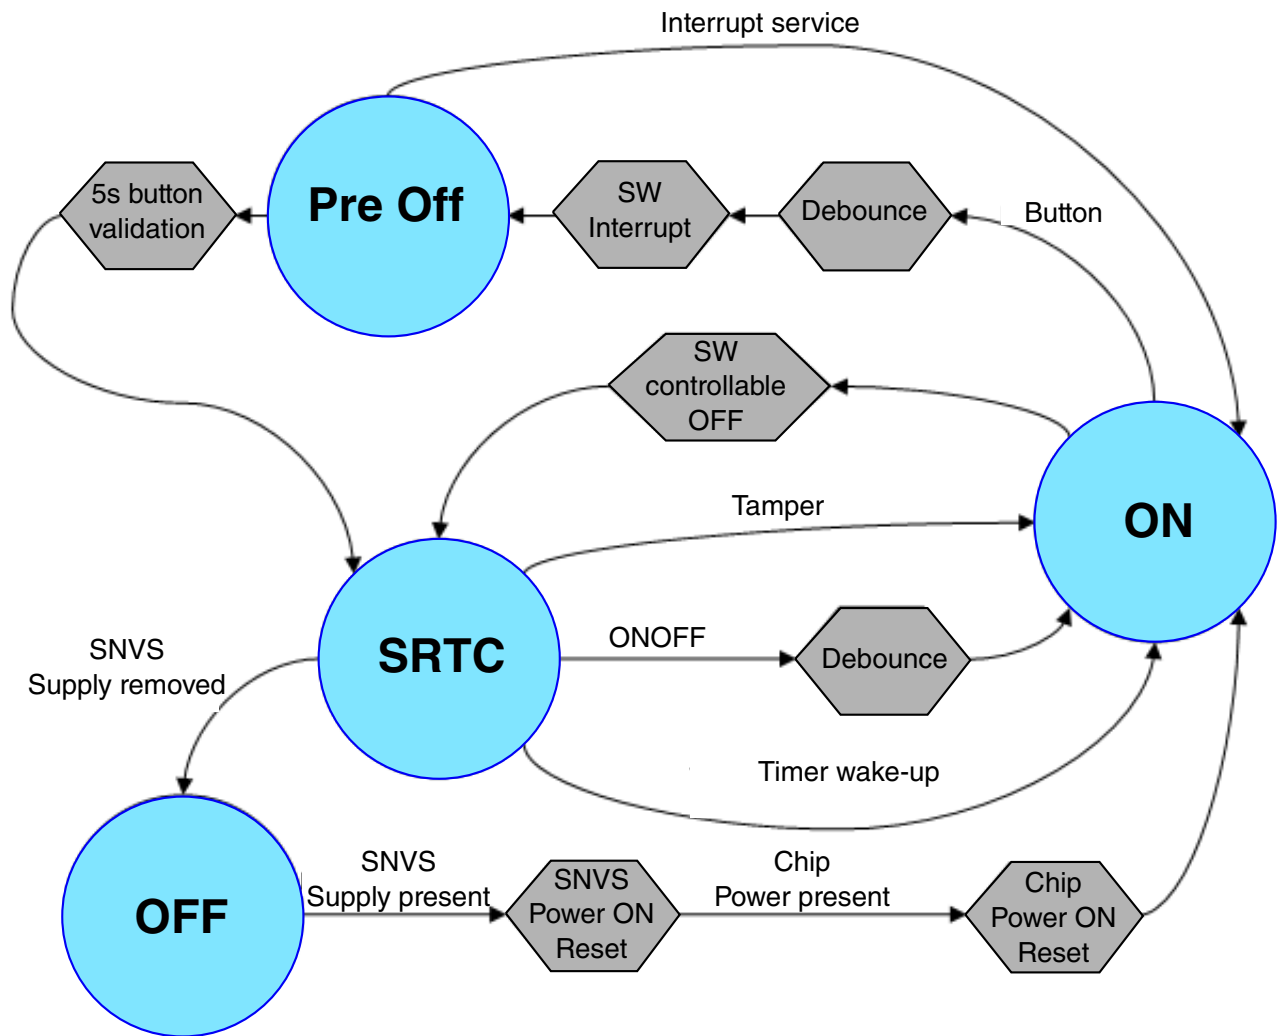 Interrupt service
5s button
validation
Pre Off
SW
Interrupt
Debounce
Button
SW
controllable
OFF
Tamper
ON
SNVS
Supply removed
SRTC
ONOFF
Debounce
Timer wake-up
OFF
SNVS
Supply present
SNVS
Power ON
Reset
Chip
Power present
Chip
Power ON
Reset